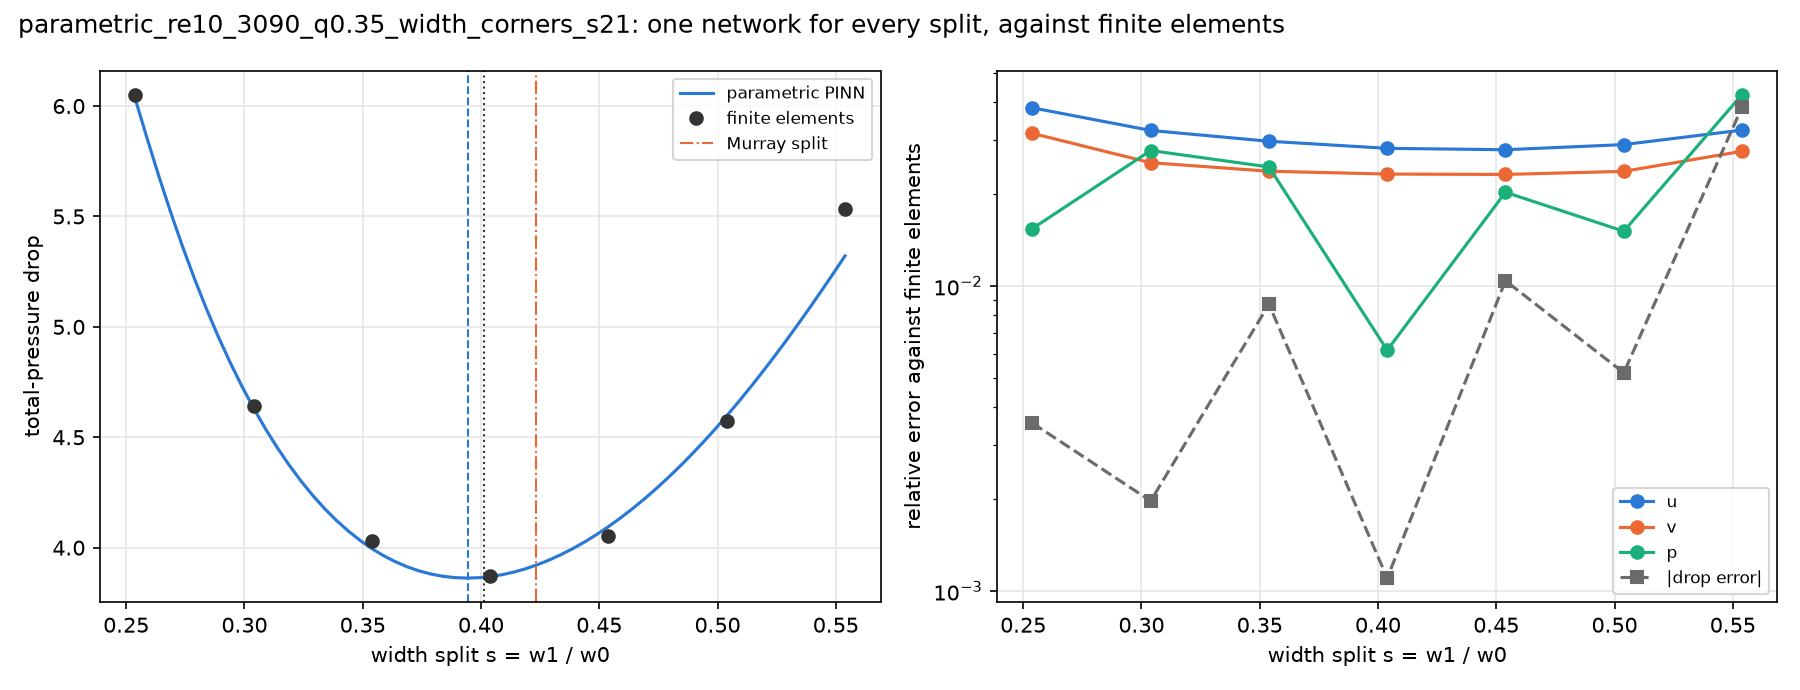 parametric_re10_3090_q0.35_width_corners_s21: one network for every split, against finite elements
total-pressure drop
6.0
5.5
5.0
4.5
4.0
parametric PINN
finite elements
Murray split
0.25 0.30 0.35 0.40 0.45 0.50 0.55
width split s = w1 / w0
relative error against finite elements
10⁻²
10⁻³
u
v
p
|drop error|
0.25 0.30 0.35 0.40 0.45 0.50 0.55
width split s = w1 / w0